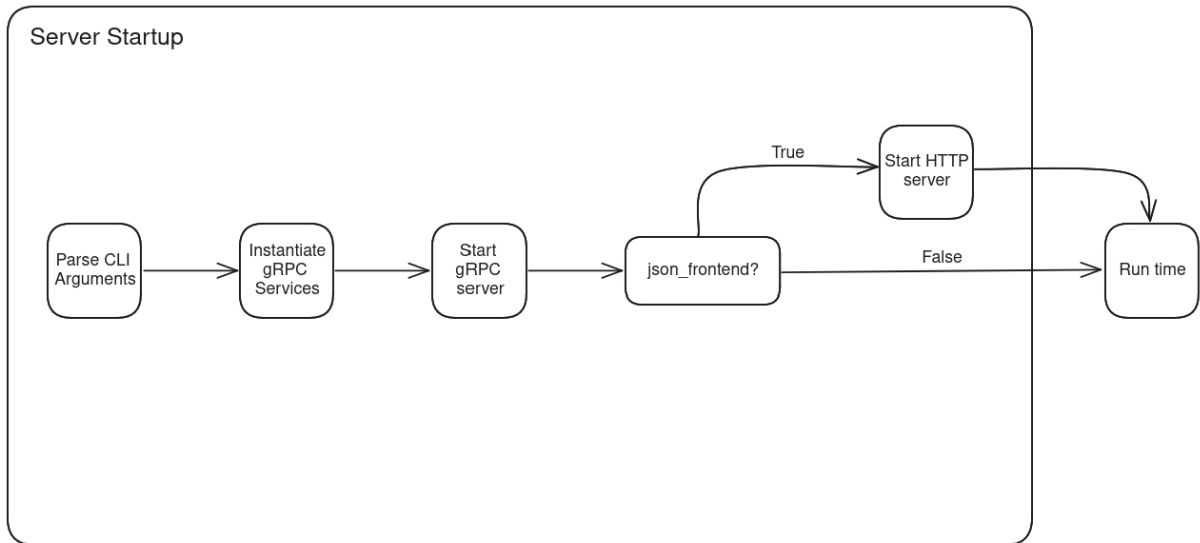 Server Startup
True
Start HTTP
server
Parse CLI
Arguments
Instantiate
gRPC
Services
Start
gRPC
server
json_frontend?
False
Run time